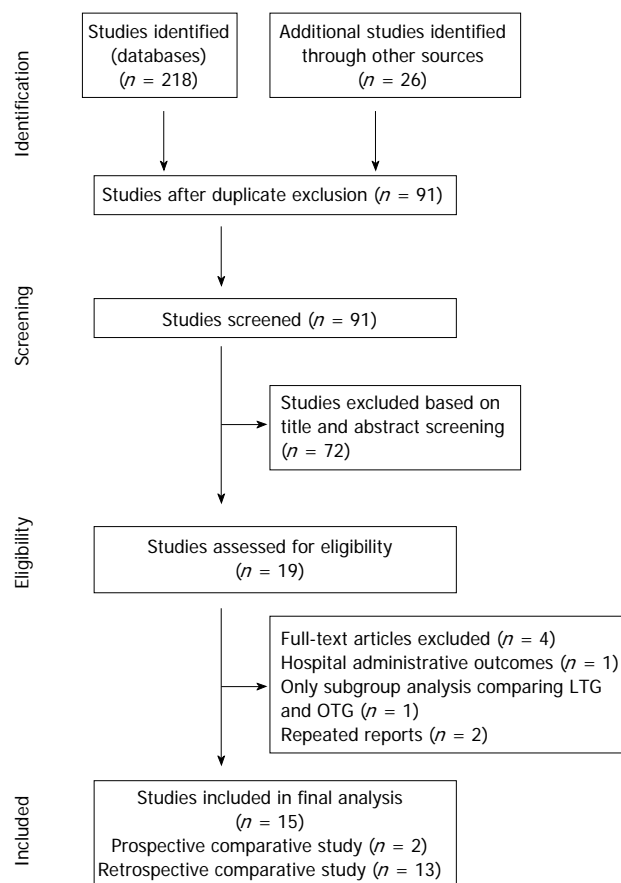 Identification
Studies identified
(databases)
(n = 218)
Additional studies identified
through other sources
(n = 26)
Studies after duplicate exclusion (n = 91)
Screening
Studies screened (n = 91)
Studies excluded based on
title and abstract screening
(n = 72)
Eligibility
Studies assessed for eligibility
(n = 19)
Full-text articles excluded (n = 4)
Hospital administrative outcomes (n = 1)
Only subgroup analysis comparing LTG
and OTG (n = 1)
Repeated reports (n = 2)
Included
Studies included in final analysis
(n = 15)
Prospective comparative study (n = 2)
Retrospective comparative study (n = 13)